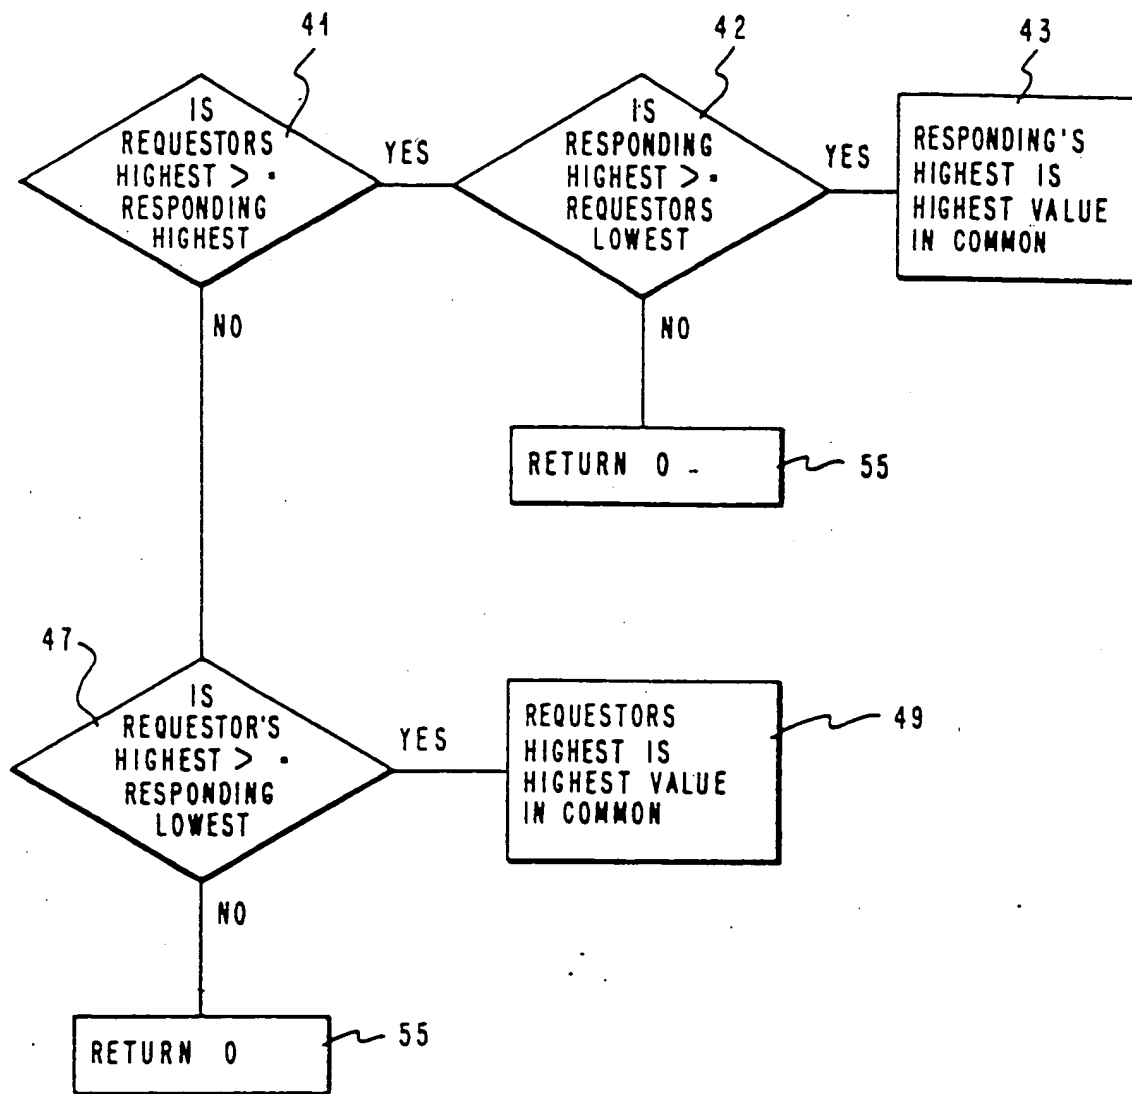 41
IS
REQUESTORS
HIGHEST > =
RESPONDING
HIGHEST
YES
NO
42
IS
RESPONDING
HIGHEST > =
REQUESTORS
LOWEST
YES
NO
43
RESPONDING'S
HIGHEST IS
HIGHEST VALUE
IN COMMON
RETURN 0
55
47
IS
REQUESTOR'S
HIGHEST > =
RESPONDING
LOWEST
YES
NO
REQUESTORS
HIGHEST IS
HIGHEST VALUE
IN COMMON
49
RETURN 0
55